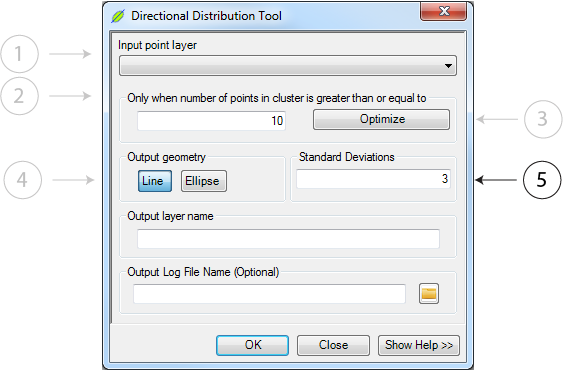 Directional Distribution Tool
1
Input point layer
2
Only when number of points in cluster is greater than or equal to
10
Optimize
3
4
Output geometry
Line
Ellipse
Standard Deviations
3
5
Output layer name
Output Log File Name (Optional)
OK
Close
Show Help >>